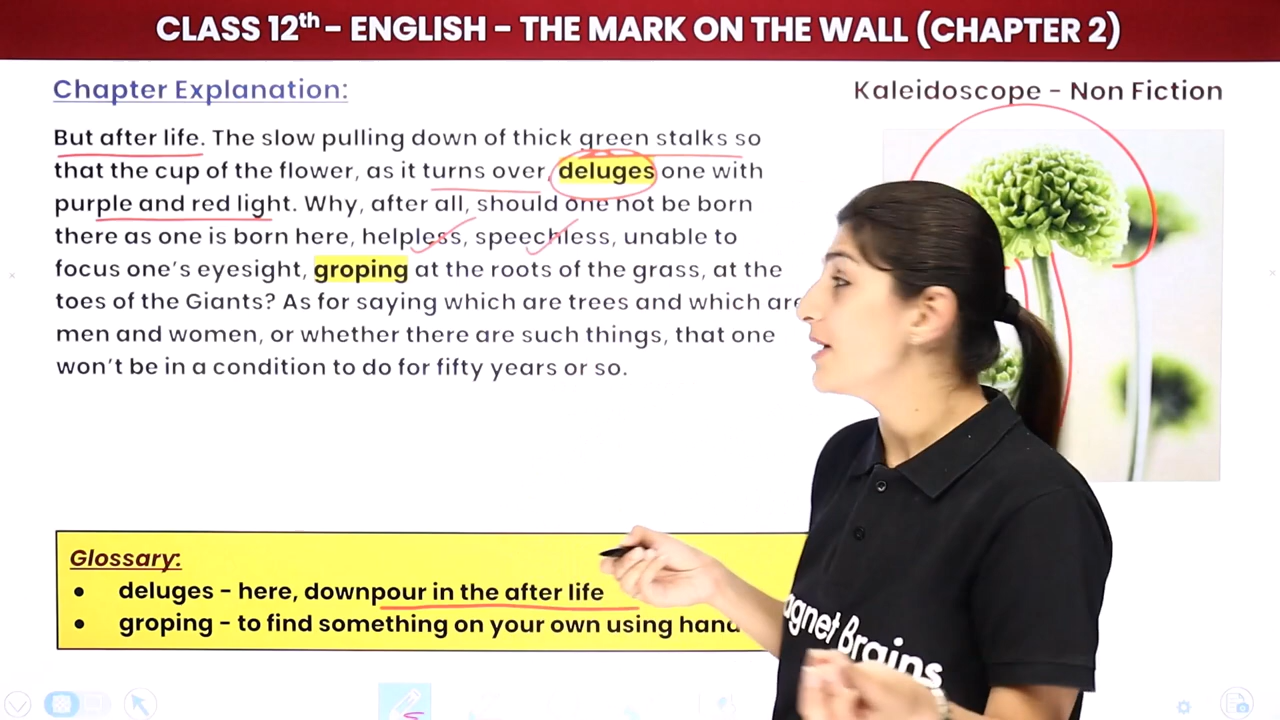 CLASS 12th – ENGLISH – THE MARK ON THE WALL (CHAPTER 2)
Chapter Explanation:
Kaleidoscope - Non Fiction
But after life. The slow pulling down of thick green stalks so
that the cup of the flower, as it turns over, deluges one with
purple and red light. Why, after all, should one not be born
there as one is born here, helpless, speechless, unable to
focus one's eyesight, groping at the roots of the grass, at the
toes of the Giants? As for saying which are trees and which are
men and women, or whether there are such things, that one
won't be in a condition to do for fifty years or so.
Glossary:
• deluges - here, downpour in the after life
• groping - to find something on your own using hand
agnet Brains